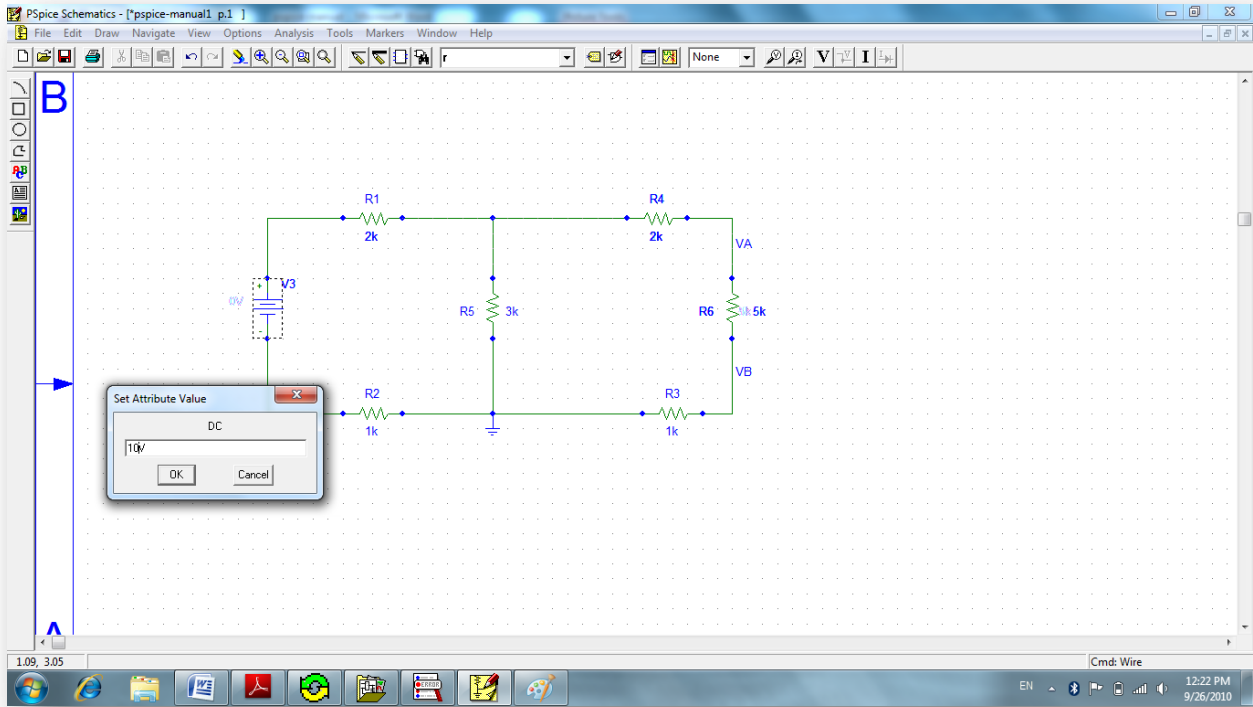 PSpice Schematics - [*pspice-manual1 p.1 ]
File Edit Draw Navigate View Options Analysis Tools Markers Window Help
r
None
V V I I
ABC
B
R1
R4
2k
2k
VA
V3
0V
R5
3k
R6
5k
VB
R2
R3
1k
1k
Set Attribute Value
DC
10V
OK
Cancel
A
1.09, 3.05
Cmd: Wire
W
ERROR
EN
12:22 PM
9/26/2010